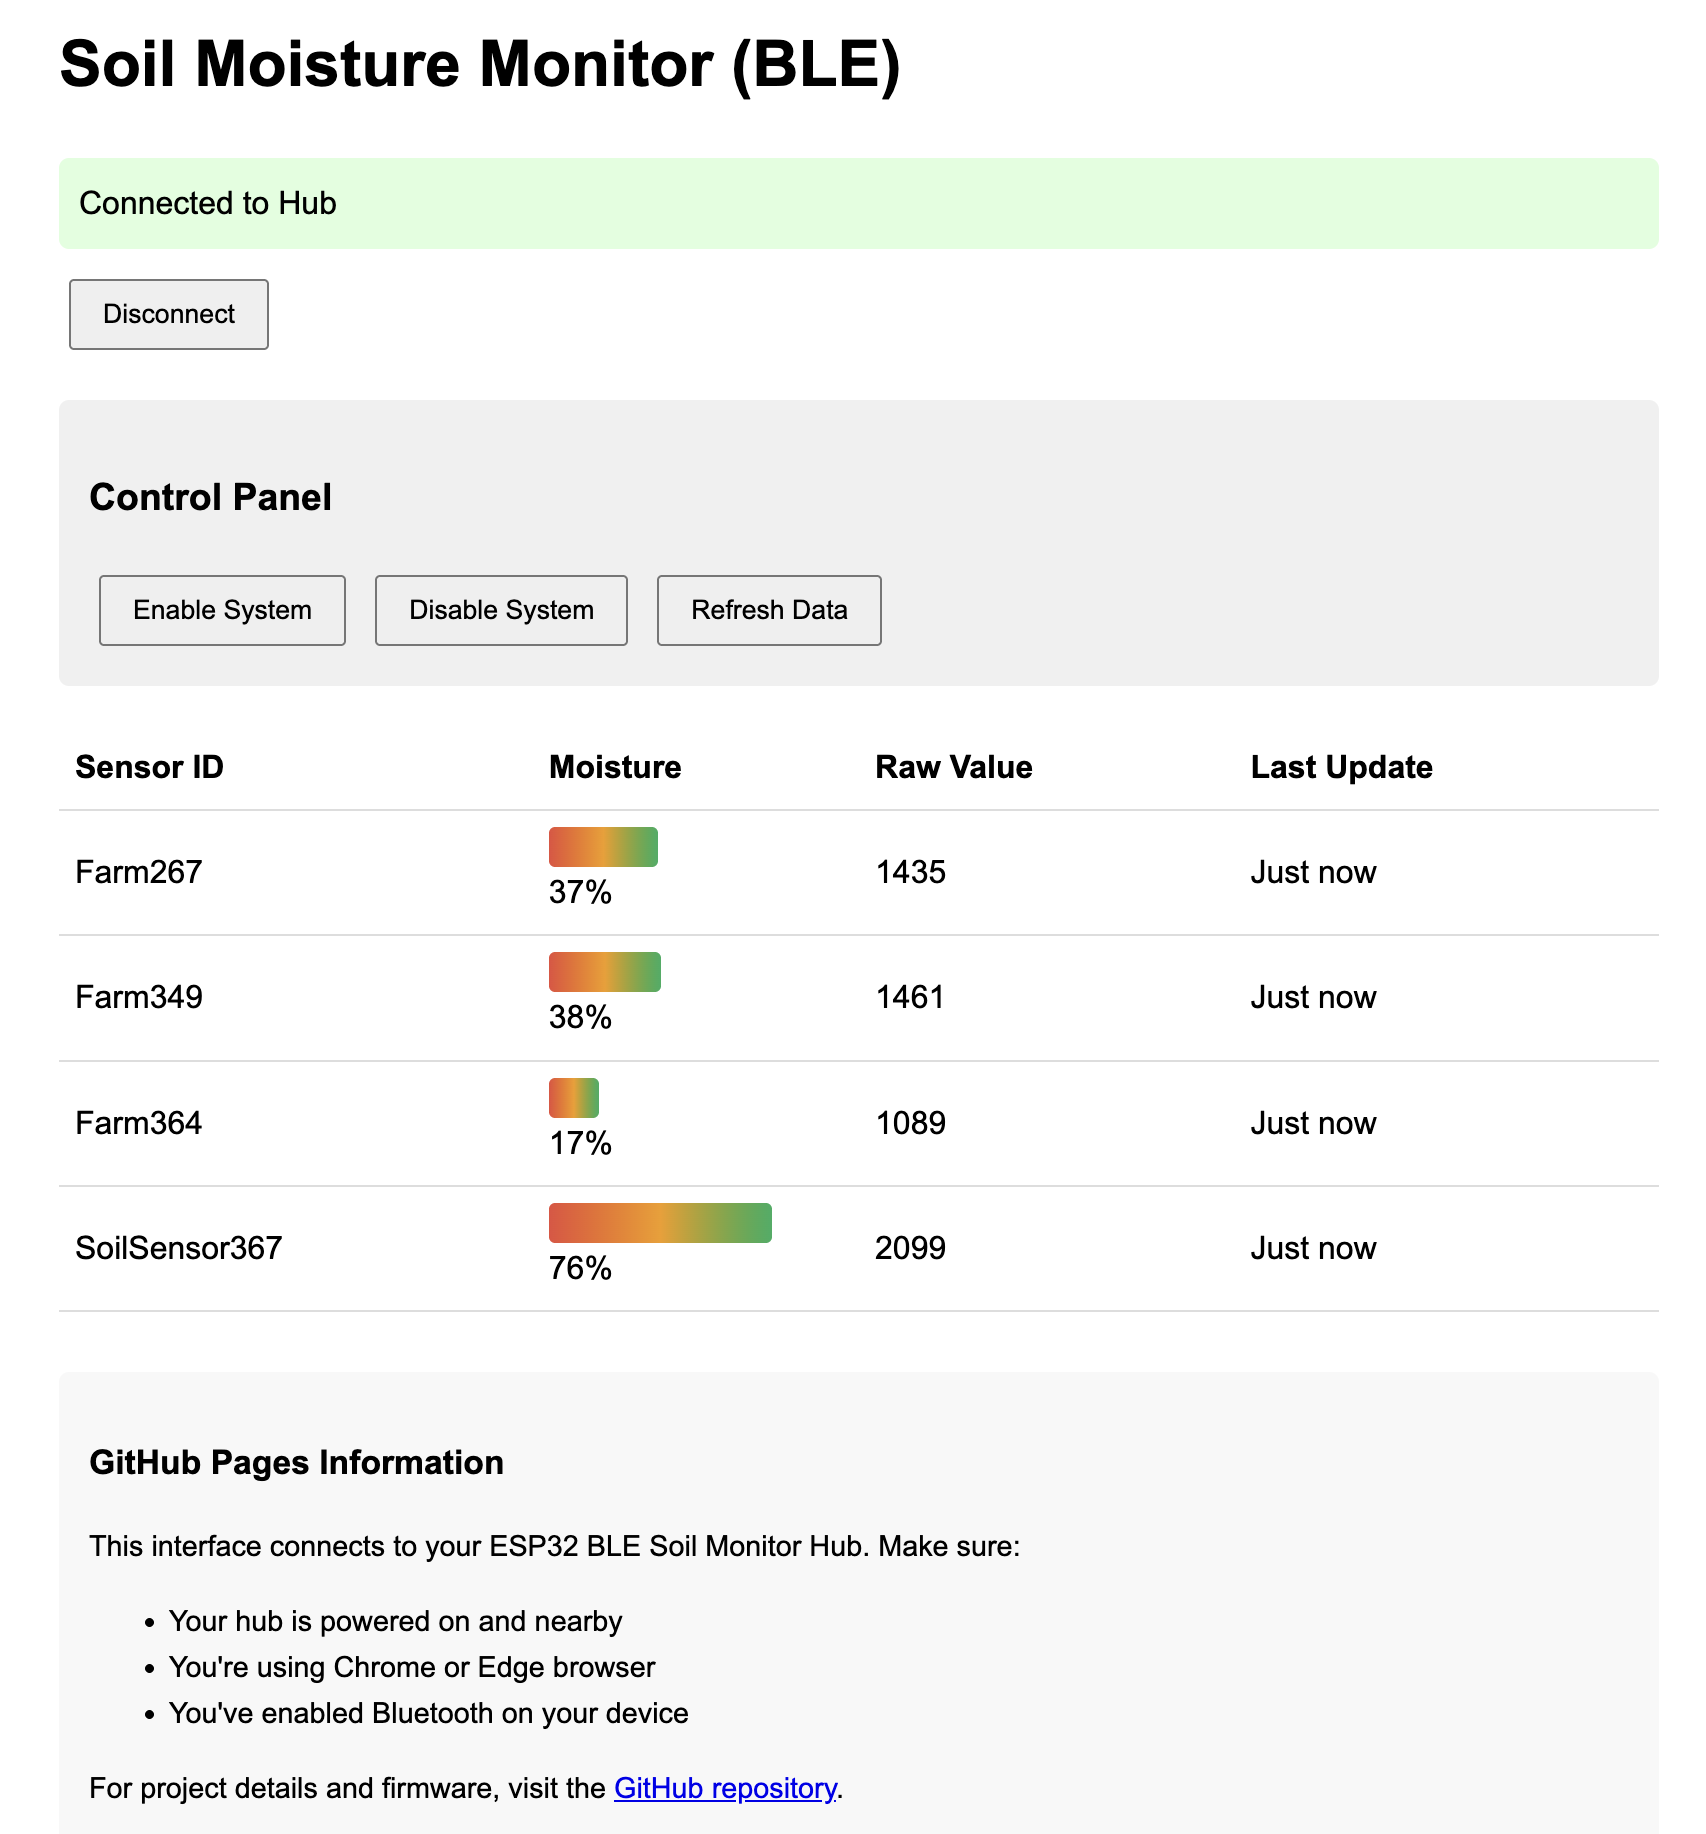 Soil Moisture Monitor (BLE)
Connected to Hub
Disconnect
Control Panel
Enable System Disable System Refresh Data
Sensor ID Moisture Raw Value Last Update
Farm267 37% 1435 Just now
Farm349 38% 1461 Just now
Farm364 17% 1089 Just now
SoilSensor367 76% 2099 Just now
GitHub Pages Information
This interface connects to your ESP32 BLE Soil Monitor Hub. Make sure:
• Your hub is powered on and nearby
• You're using Chrome or Edge browser
• You've enabled Bluetooth on your device
For project details and firmware, visit the GitHub repository.